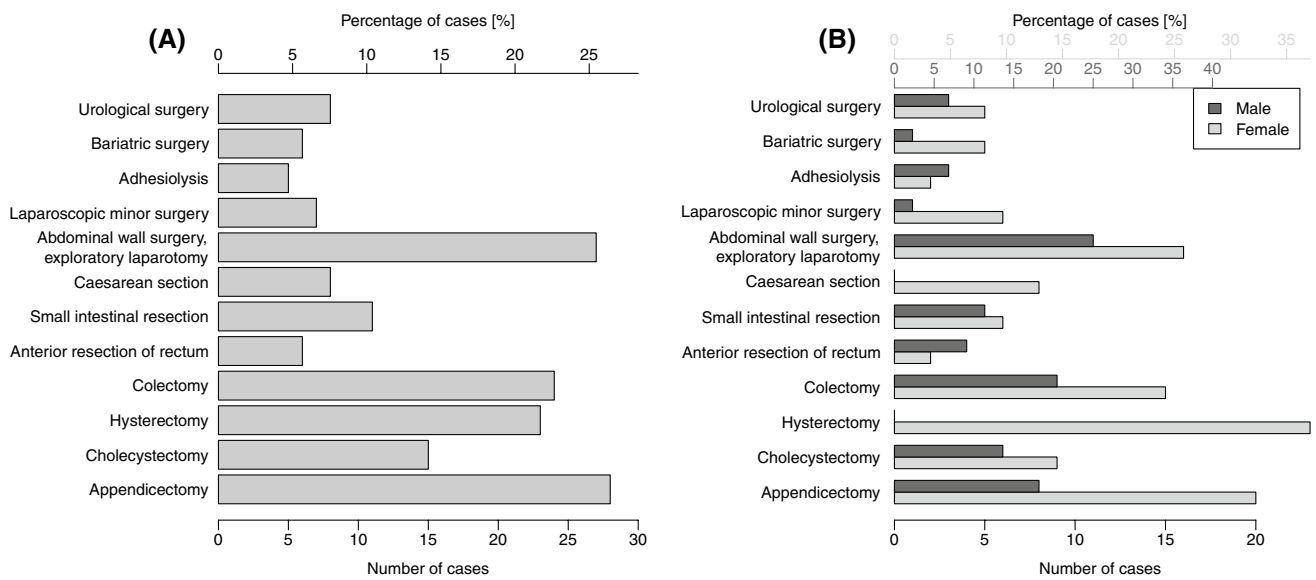 (A)
Percentage of cases [%]
0 5 10 15 20 25
Urological surgery
Bariatric surgery
Adhesiolysis
Laparoscopic minor surgery
Abdominal wall surgery,
exploratory laparotomy
Caesarean section
Small intestinal resection
Anterior resection of rectum
Colectomy
Hysterectomy
Cholecystectomy
Appendicectomy
0 5 10 15 20 25 30
Number of cases
(B)
Percentage of cases [%]
0 5 10 15 20 25 30 35
0 5 10 15 20 25 30 35 40
Male
Female
Urological surgery
Bariatric surgery
Adhesiolysis
Laparoscopic minor surgery
Abdominal wall surgery,
exploratory laparotomy
Caesarean section
Small intestinal resection
Anterior resection of rectum
Colectomy
Hysterectomy
Cholecystectomy
Appendicectomy
0 5 10 15 20
Number of cases